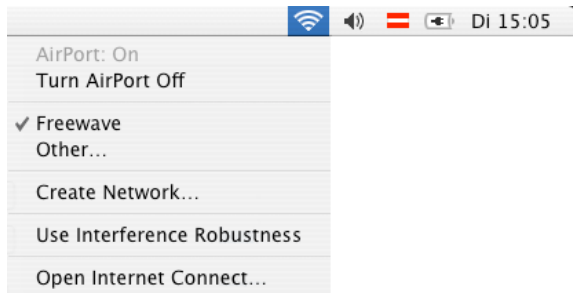 Di 15:05
AirPort: On
Turn AirPort Off
Freewave
Other...
Create Network...
Use Interference Robustness
Open Internet Connect...